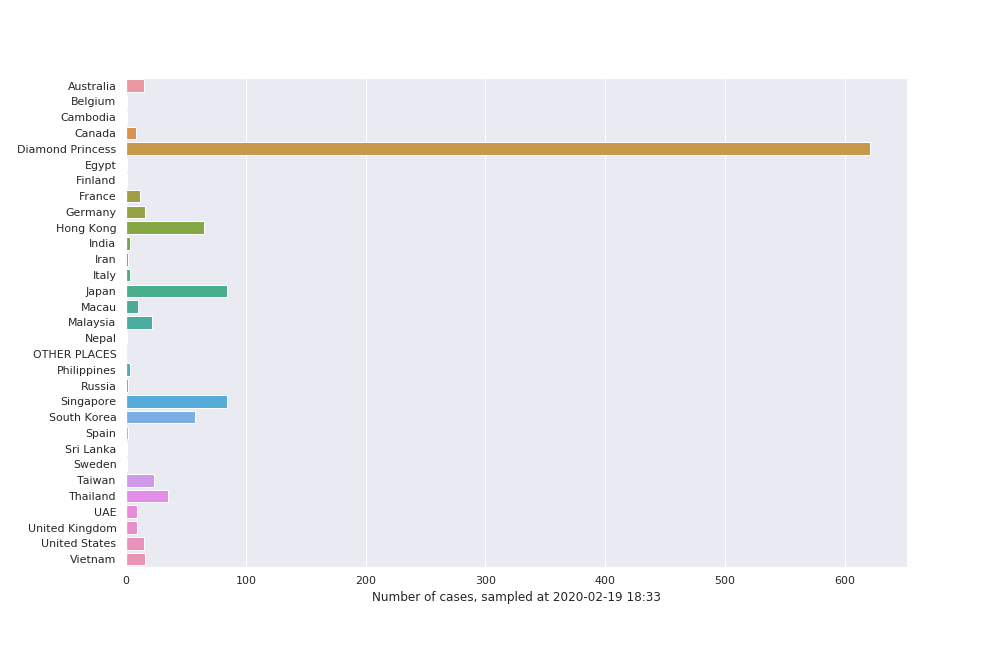 Australia
Belgium
Cambodia
Canada
Diamond Princess
Egypt
Finland
France
Germany
Hong Kong
India
Iran
Italy
Japan
Macau
Malaysia
Nepal
OTHER PLACES
Philippines
Russia
Singapore
South Korea
Spain
Sri Lanka
Sweden
Taiwan
Thailand
UAE
United Kingdom
United States
Vietnam
0 100 200 300 400 500 600
Number of cases, sampled at 2020-02-19 18:33